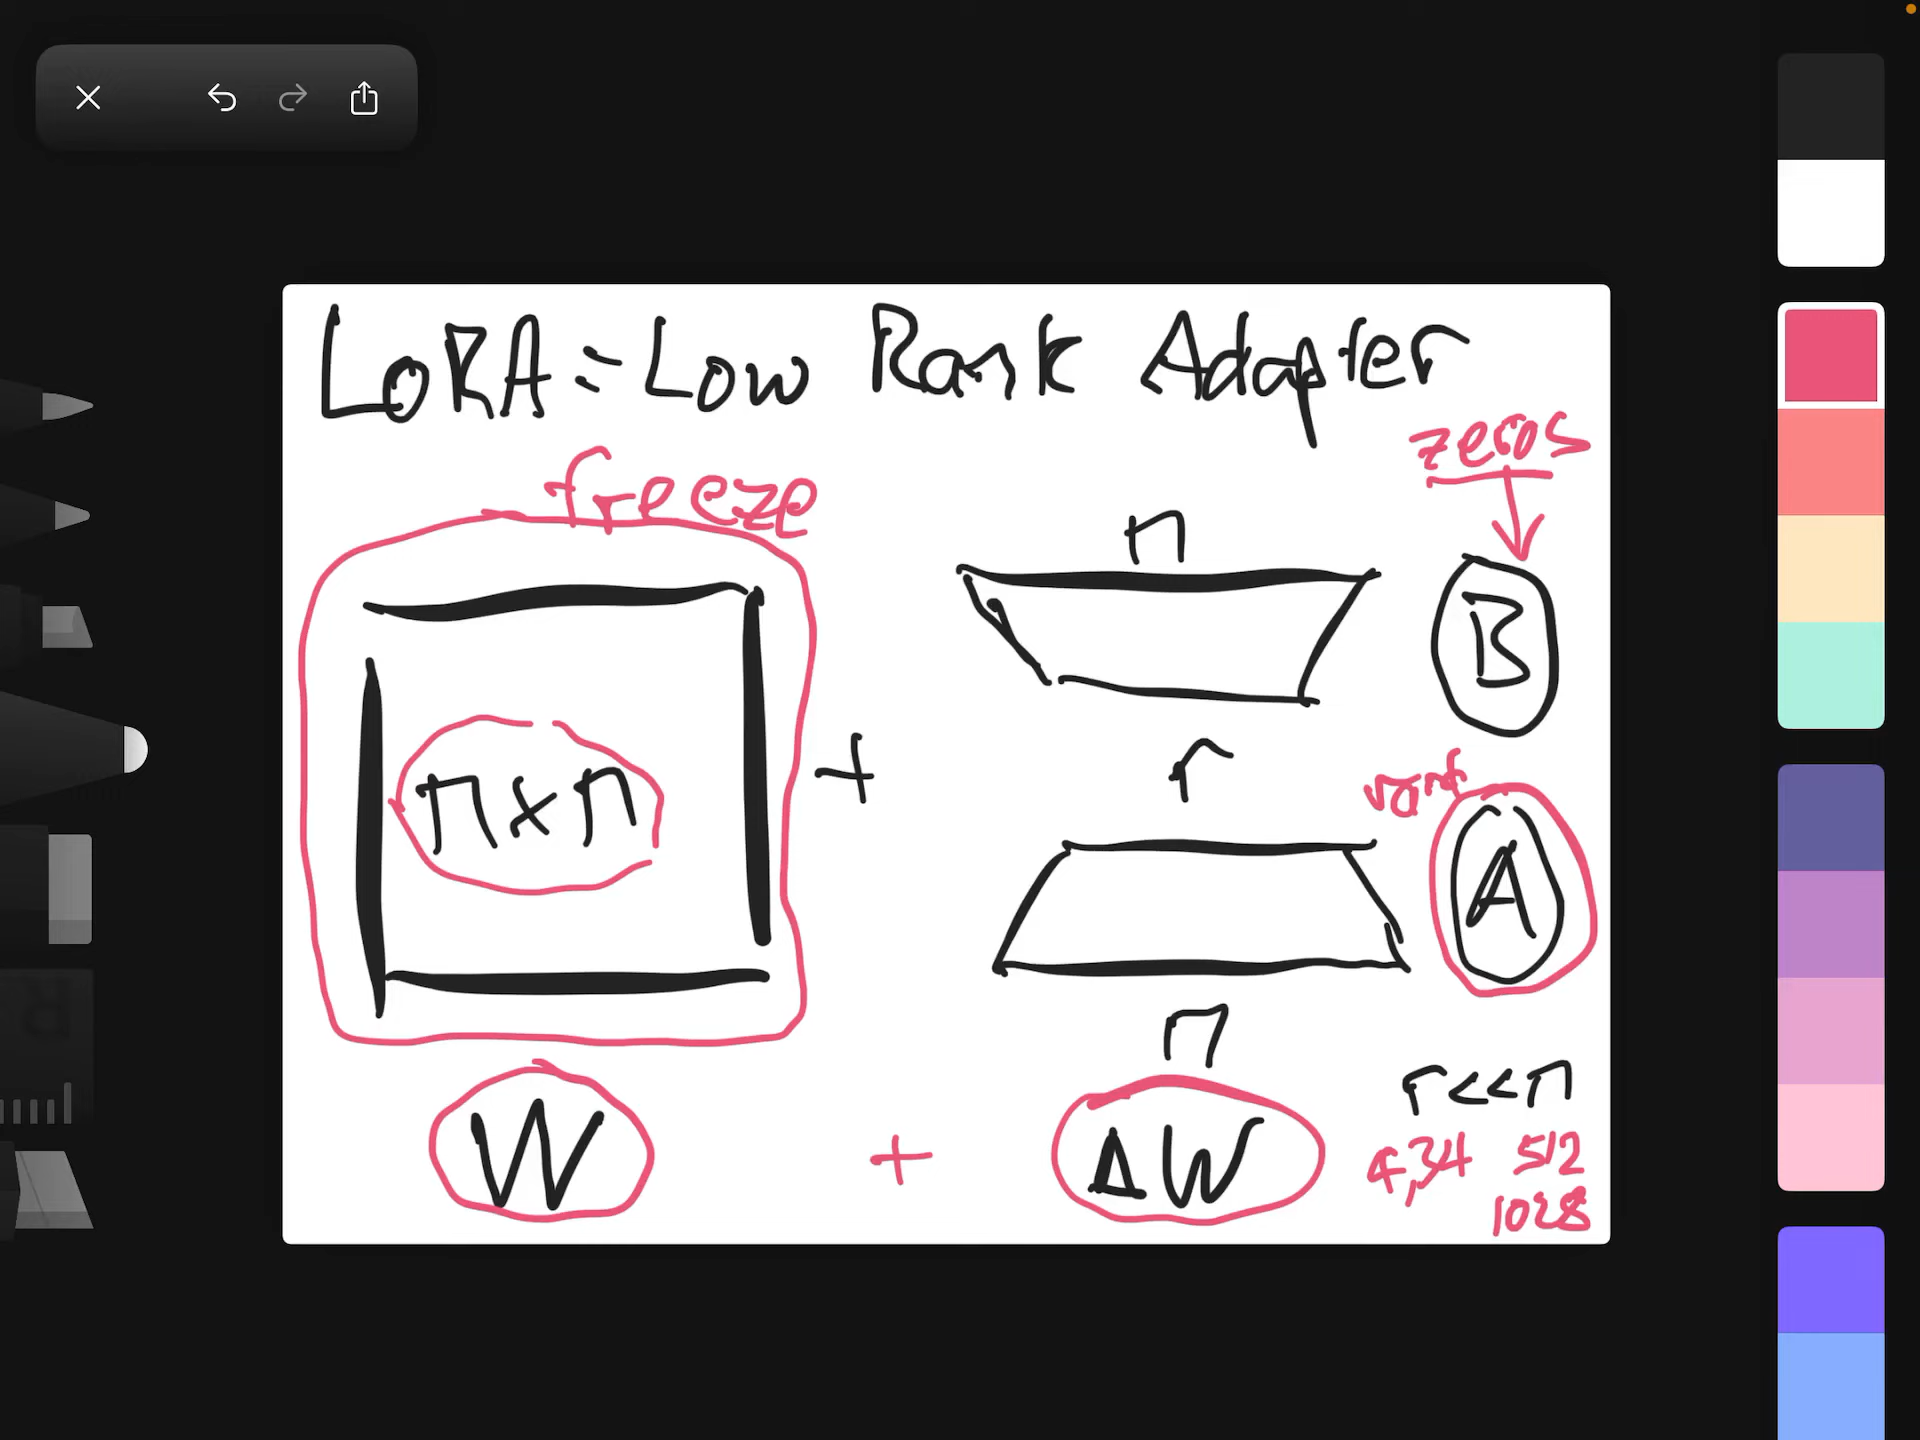 LoRA = Low Rank Adapter
freeze
zeros
n
B
n x n
+
r
rand
A
n
W + ΔW
r << n
4, 34 512
1028